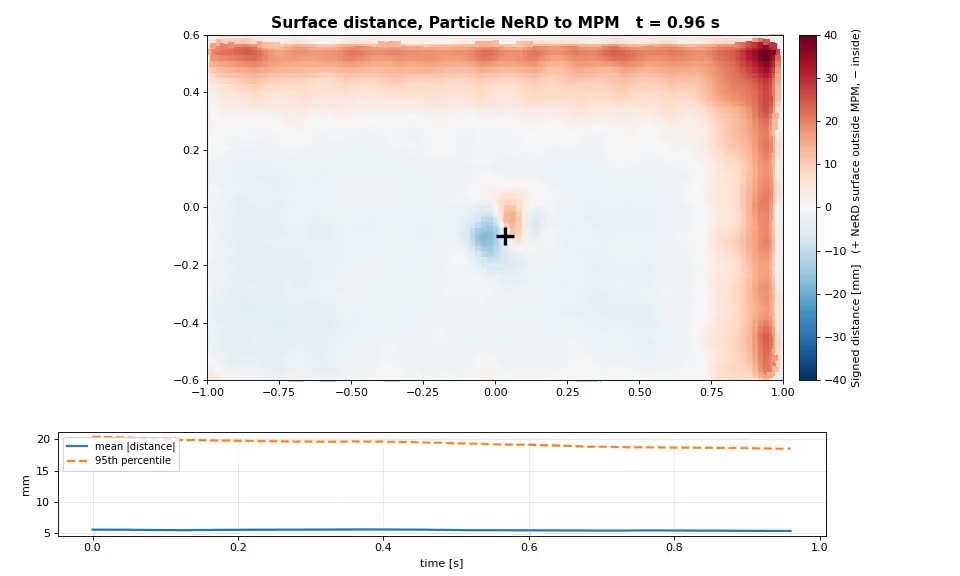 Surface distance, Particle NeRD to MPM   t = 0.96 s
0.6
0.4
0.2
0.0
−0.2
−0.4
−0.6
−1.00 −0.75 −0.50 −0.25 0.00 0.25 0.50 0.75 1.00
40
30
20
10
0
−10
−20
−30
−40
Signed distance [mm]   (+ NeRD surface outside MPM, − inside)
mean |distance|
95th percentile
20
15
10
5
mm
0.0 0.2 0.4 0.6 0.8 1.0
time [s]